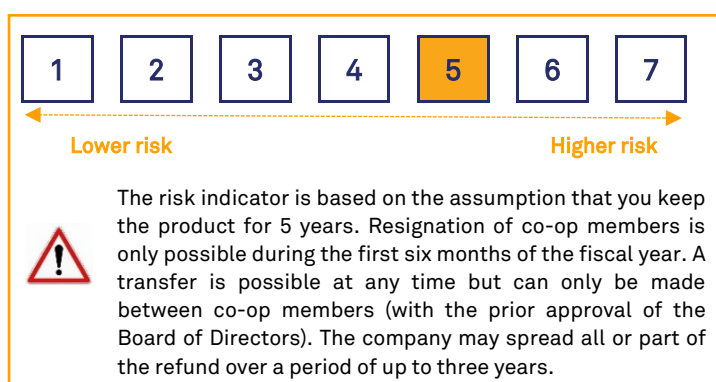 1 2 3 4 5 6 7
Lower risk Higher risk
The risk indicator is based on the assumption that you keep
the product for 5 years. Resignation of co-op members is
only possible during the first six months of the fiscal year. A
transfer is possible at any time but can only be made
between co-op members (with the prior approval of the
Board of Directors). The company may spread all or part of
the refund over a period of up to three years.